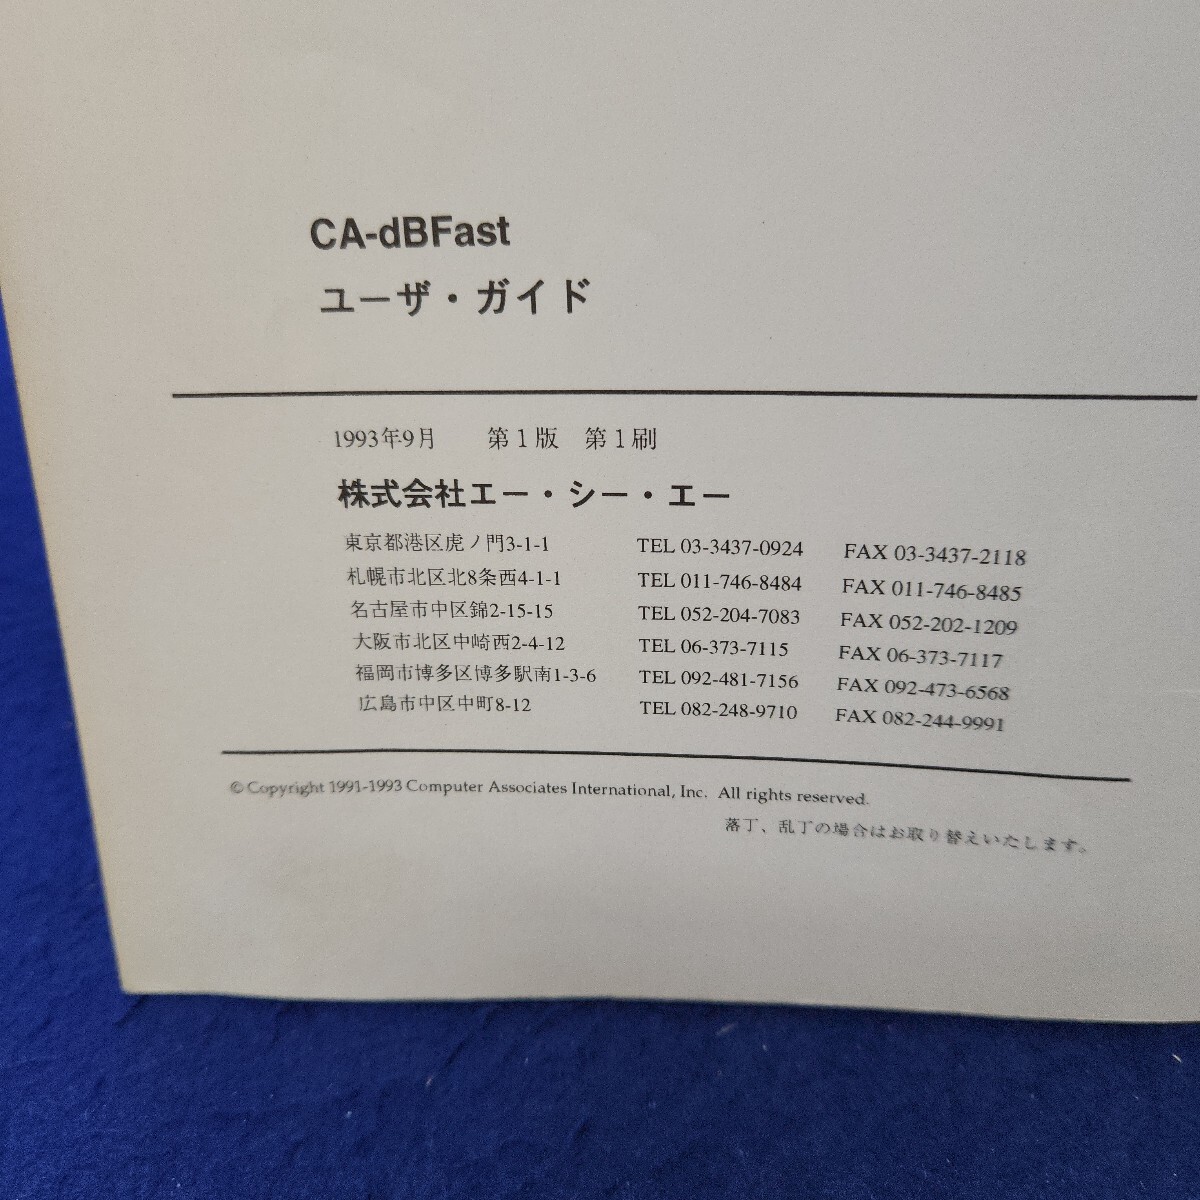 CA-dBFast
ユーザ・ガイド
1993年9月　第1版　第1刷
株式会社エー・シー・エー
東京都港区虎ノ門3-1-1 TEL 03-3437-0924 FAX 03-3437-2118
札幌市北区北8条西4-1-1 TEL 011-746-8484 FAX 011-746-8485
名古屋市中区錦2-15-15 TEL 052-204-7083 FAX 052-202-1209
大阪市北区中崎西2-4-12 TEL 06-373-7115 FAX 06-373-7117
福岡市博多区博多駅南1-3-6 TEL 092-481-7156 FAX 092-473-6568
広島市中区中町8-12 TEL 082-248-9710 FAX 082-244-9991
© Copyright 1991-1993 Computer Associates International, Inc. All rights reserved.
落丁、乱丁の場合はお取り替えいたします。